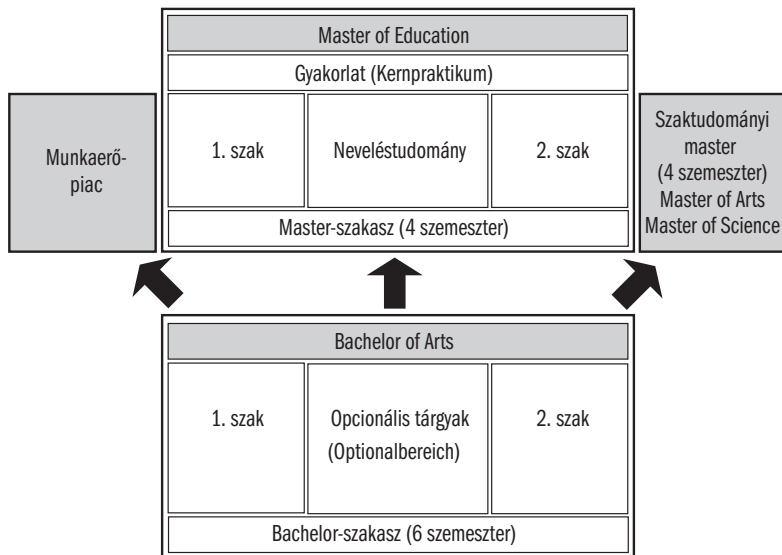 Master of Education
Gyakorlat (Kernpraktikum)
Munkaerő-
piac
1. szak
Neveléstudomány
2. szak
Szaktudományi
master
(4 szemeszter)
Master of Arts
Master of Science
Master-szakasz (4 szemeszter)
Bachelor of Arts
1. szak
Opcionális tárgyak
(Optionalbereich)
2. szak
Bachelor-szakasz (6 szemeszter)